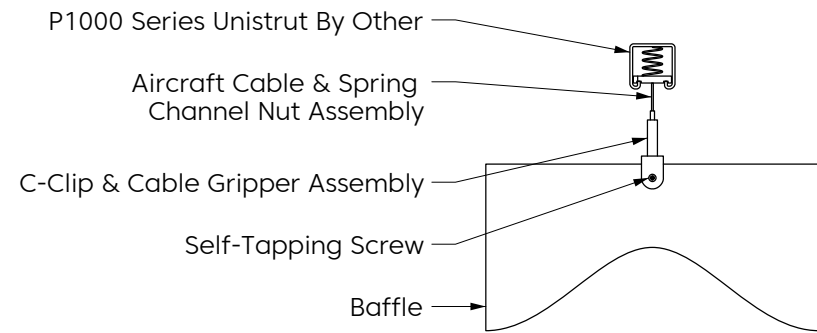 P1000 Series Unistrut By Other
Aircraft Cable & Spring
Channel Nut Assembly
C-Clip & Cable Gripper Assembly
Self-Tapping Screw
Baffle